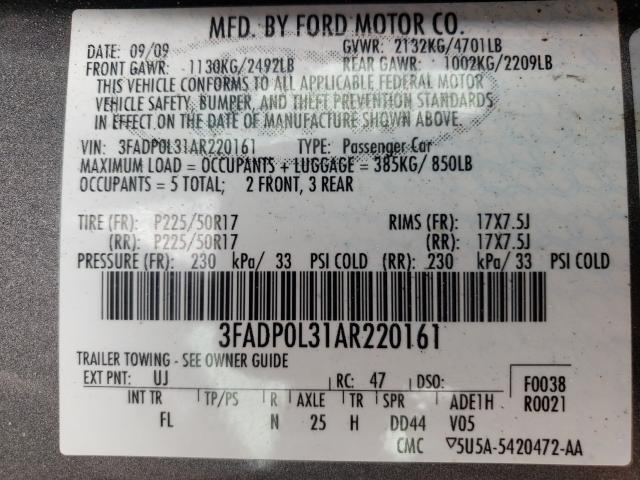 MFD. BY FORD MOTOR CO.
DATE: 09/09 GVWR: 2132KG/4701LB
FRONT GAWR: 1130KG/2492LB REAR GAWR: 1002KG/2209LB
THIS VEHICLE CONFORMS TO ALL APPLICABLE FEDERAL MOTOR
VEHICLE SAFETY, BUMPER, AND THEFT PREVENTION STANDARDS
IN EFFECT ON THE DATE OF MANUFACTURE SHOWN ABOVE.
VIN: 3FADP0L31AR220161 TYPE: Passenger Car
MAXIMUM LOAD = OCCUPANTS + LUGGAGE = 385KG/ 850LB
OCCUPANTS = 5 TOTAL; 2 FRONT, 3 REAR
TIRE (FR): P225/50R17 RIMS (FR): 17X7.5J
(RR): P225/50R17 (RR): 17X7.5J
PRESSURE (FR): 230 kPa/ 33 PSI COLD (RR): 230 kPa/ 33 PSI COLD
3FADP0L31AR220161
TRAILER TOWING - SEE OWNER GUIDE
EXT PNT: UJ RC: 47 DSO: F0038
INT TR TP/PS R AXLE TR SPR ADE1H R0021
FL N 25 H DD44 V05
CMC ▽5U5A-5420472-AA